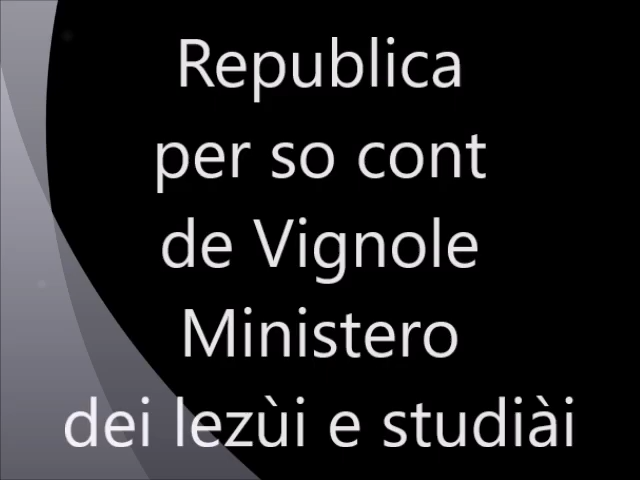 Republica
per so cont
de Vignole
Ministero
dei lezùi e studiài